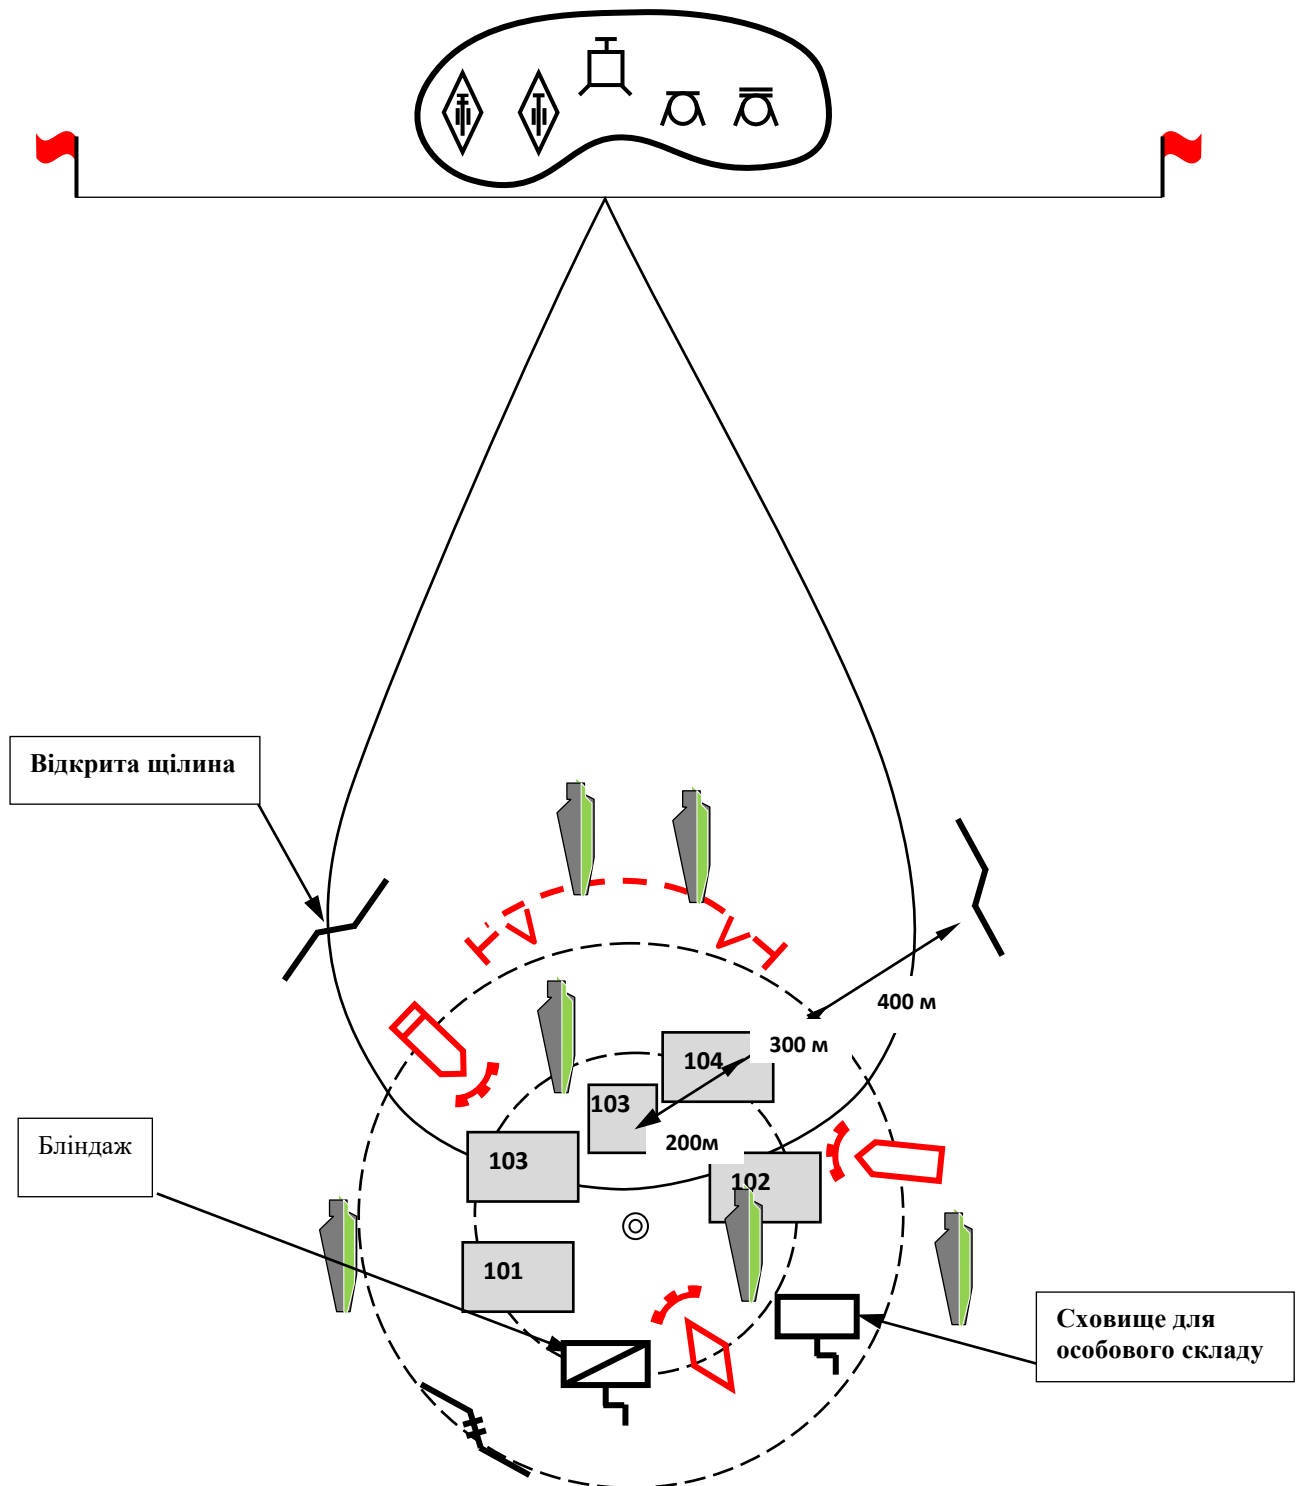 Відкрита щілина
400 м
300 м
104
103
200м
Бліндаж
103
102
101
Сховище для
особового складу